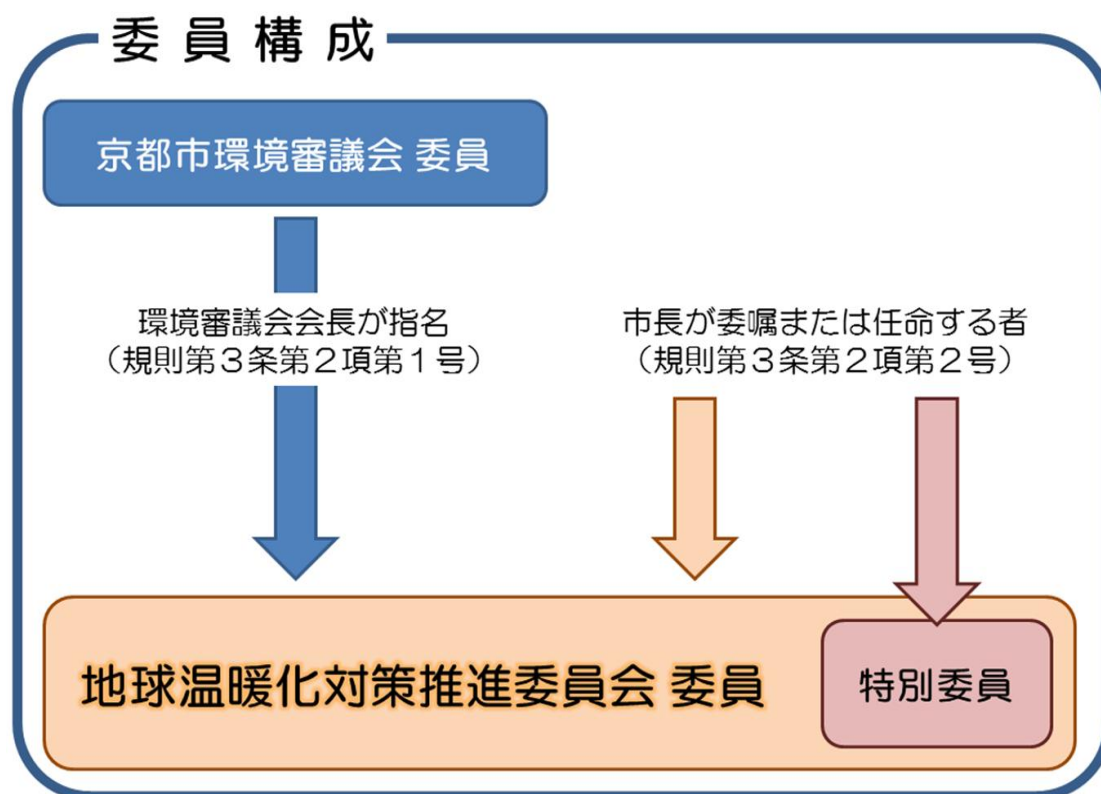 委員構成
京都市環境審議会 委員
環境審議会会長が指名
（規則第３条第２項第１号）
市長が委嘱または任命する者
（規則第３条第２項第２号）
地球温暖化対策推進委員会 委員
特別委員